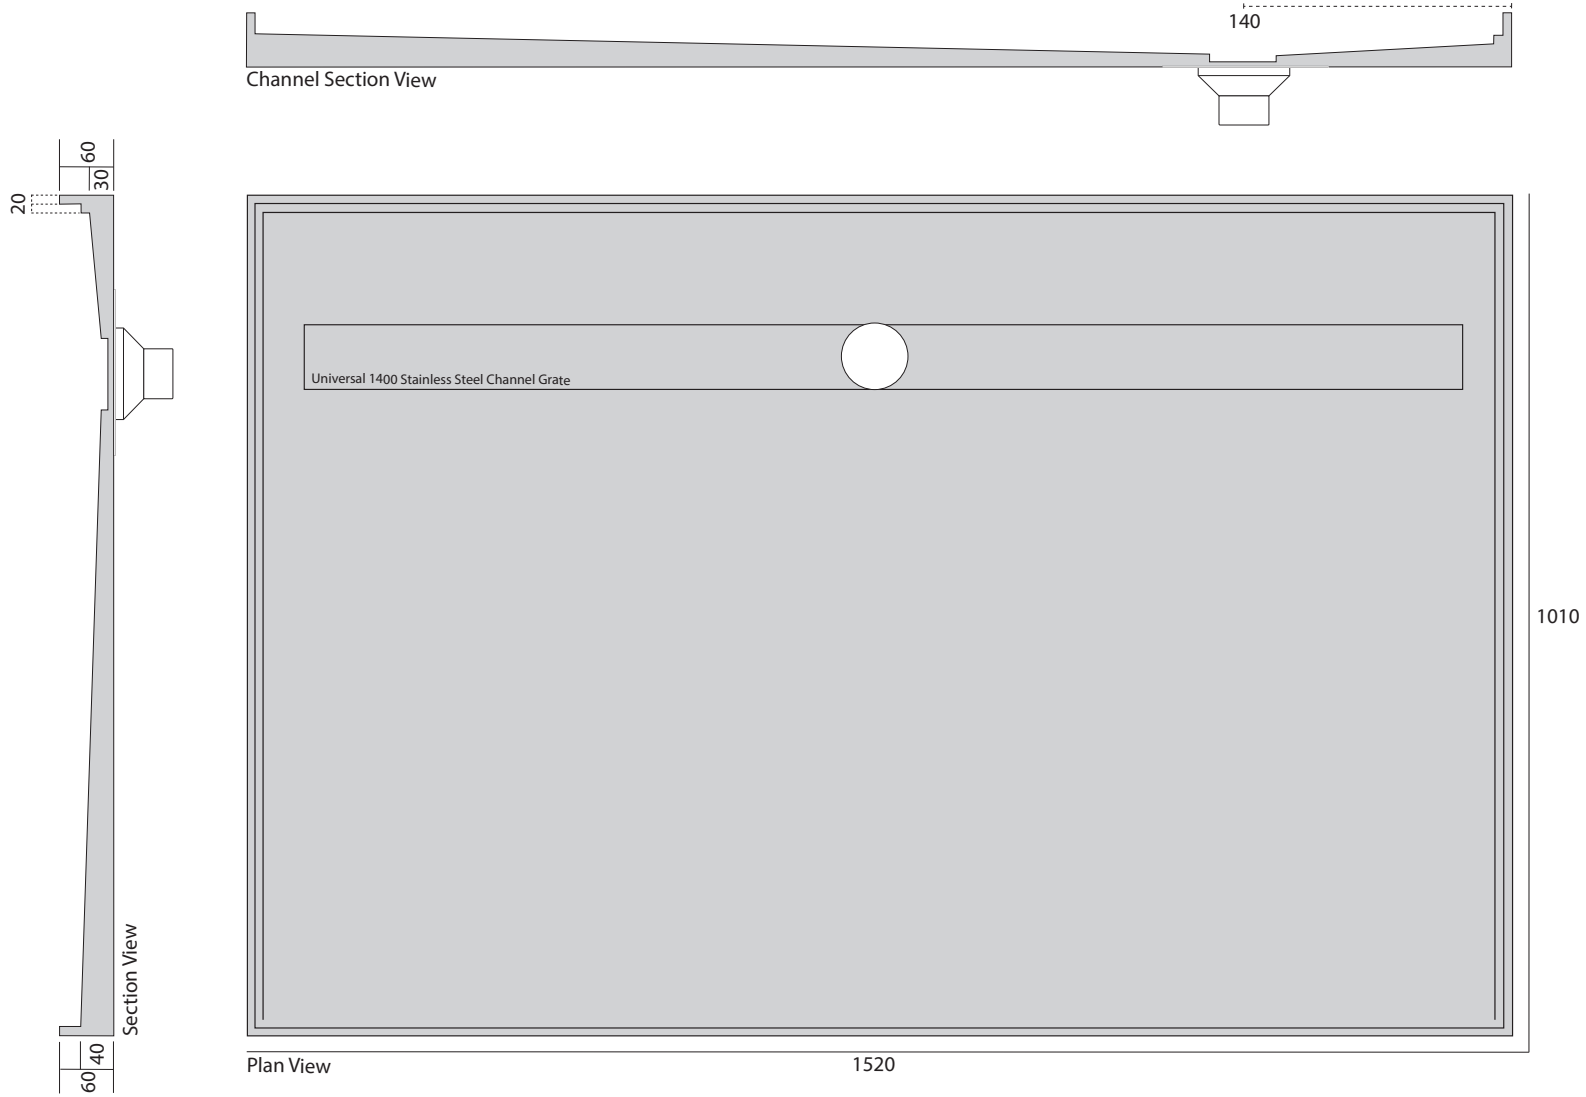 140
Channel Section View
60
30
20
Universal 1400 Stainless Steel Channel Grate
1010
Section View
40
60
Plan View
1520